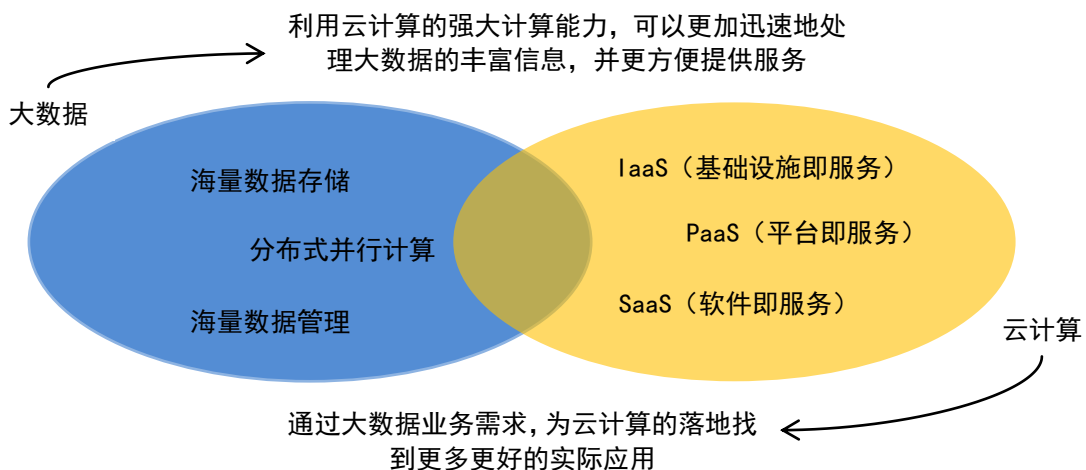 利用云计算的强大计算能力，可以更加迅速地处
理大数据的丰富信息，并更方便提供服务
大数据
海量数据存储
分布式并行计算
海量数据管理
IaaS（基础设施即服务）
PaaS（平台即服务）
SaaS（软件即服务）
云计算
通过大数据业务需求，为云计算的落地找
到更多更好的实际应用